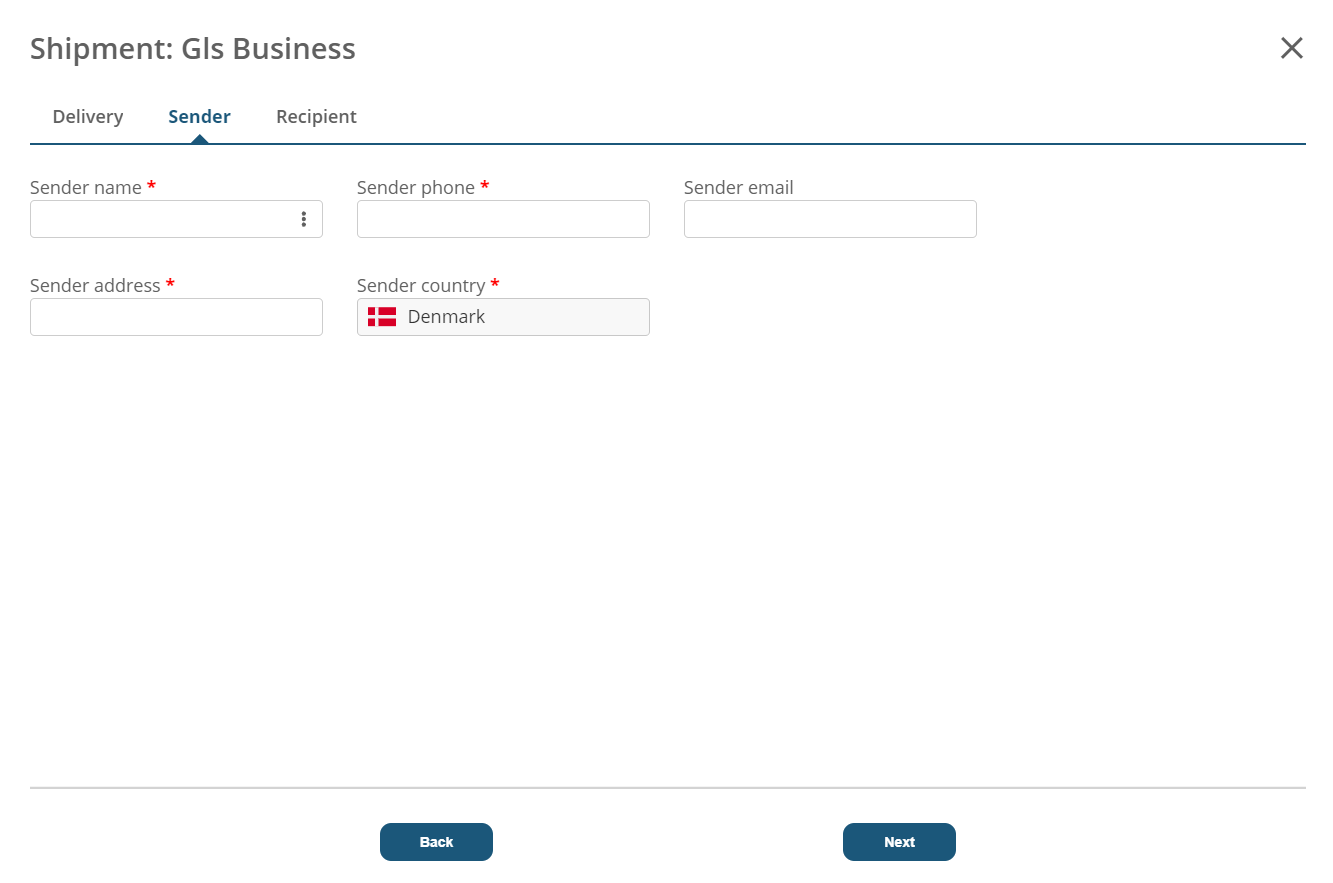 Shipment: Gls Business
Delivery Sender Recipient
Sender name * Sender phone * Sender email
Sender address * Sender country *
Denmark
Back Next